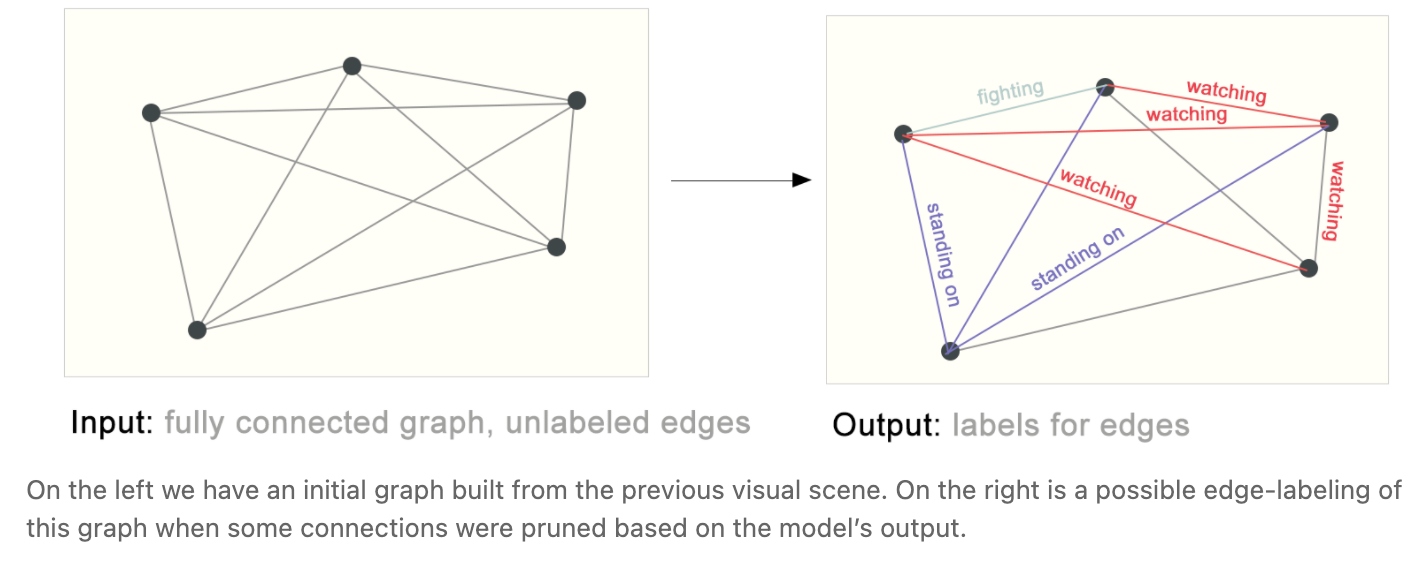 fighting
watching
watching
watching
watching
standing on
standing on
Input: fully connected graph, unlabeled edges
Output: labels for edges
On the left we have an initial graph built from the previous visual scene. On the right is a possible edge-labeling of
this graph when some connections were pruned based on the model’s output.